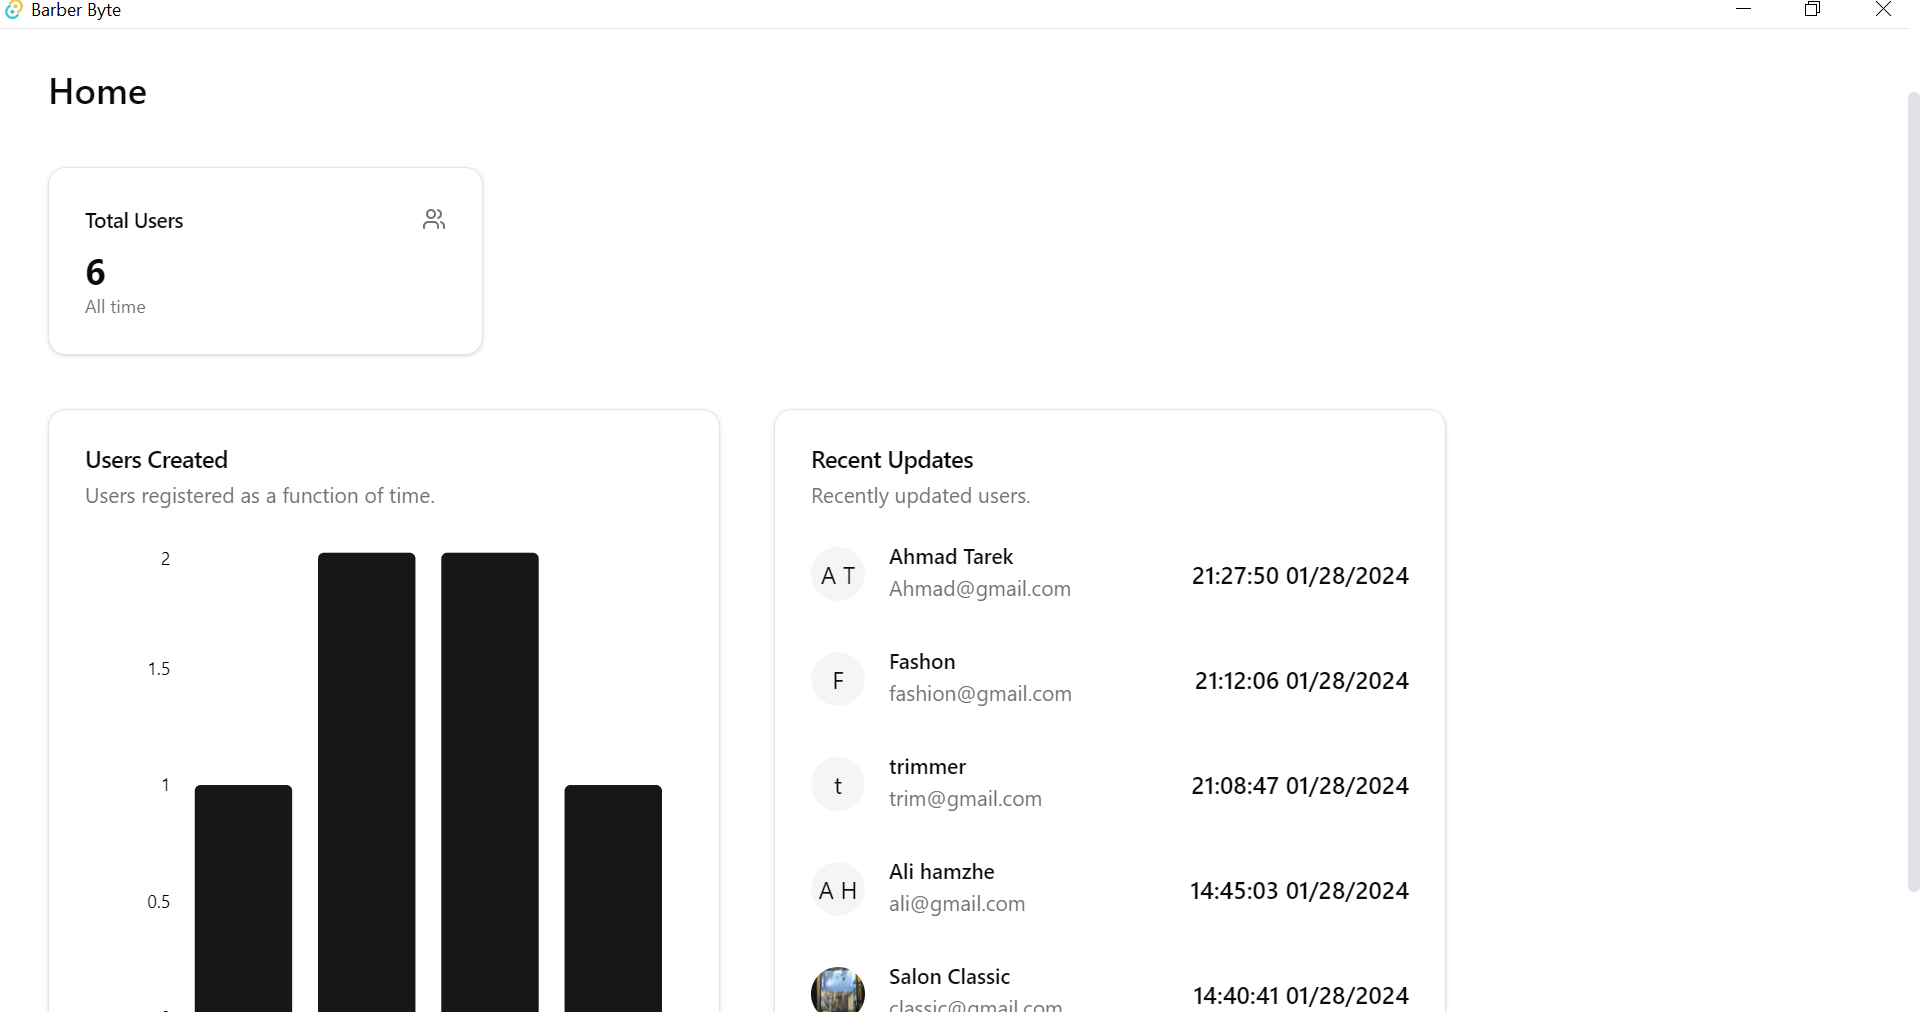 Barber Byte
Home
Total Users
6
All time
Users Created
Users registered as a function of time.
2
1.5
1
0.5
Recent Updates
Recently updated users.
A T
Ahmad Tarek
Ahmad@gmail.com
21:27:50 01/28/2024
F
Fashon
fashion@gmail.com
21:12:06 01/28/2024
t
trimmer
trim@gmail.com
21:08:47 01/28/2024
A H
Ali hamzhe
ali@gmail.com
14:45:03 01/28/2024
Salon Classic
classic@gmail.com
14:40:41 01/28/2024